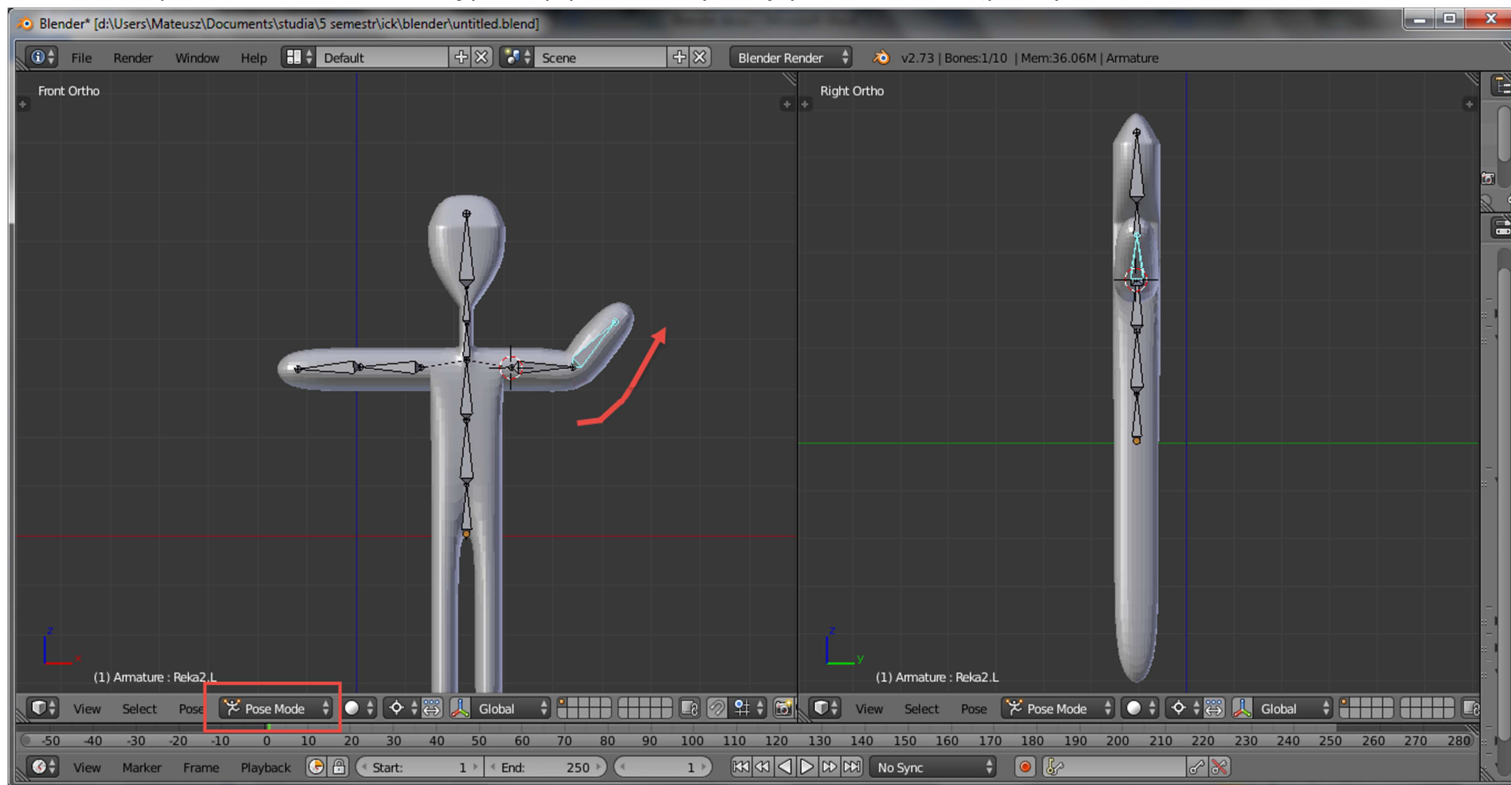 Blender* [d:\Users\Mateusz\Documents\studia\5 semestr\ick\blender\untitled.blend]
File Render Window Help Default Scene Blender Render v2.73 | Bones:1/10 | Mem:36.06M | Armature
Front Ortho
Right Ortho
z
x
(1) Armature : Reka2.L
z
y
(1) Armature : Reka2.L
View Select Pose Pose Mode Global
View Select Pose Pose Mode Global
-50 -40 -30 -20 -10 0 10 20 30 40 50 60 70 80 90 100 110 120 130 140 150 160 170 180 190 200 210 220 230 240 250 260 270 280
View Marker Frame Playback Start: 1 End: 250 1 No Sync